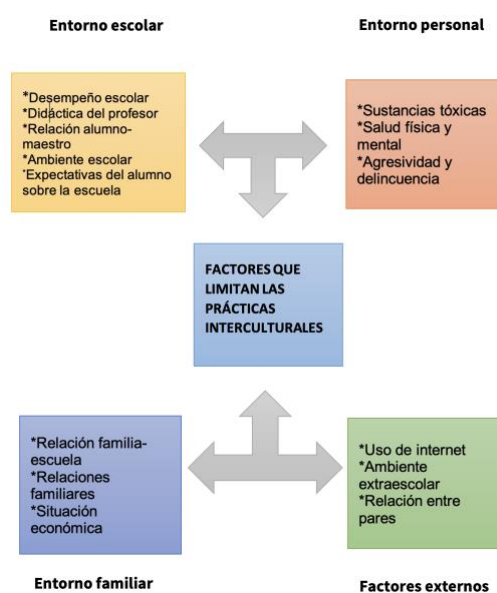 Entorno escolar
Entorno personal
*Desempeño escolar
*Didáctica del profesor
*Relación alumno-
maestro
*Ambiente escolar
*Expectativas del alumno
sobre la escuela
*Sustancias tóxicas
*Salud física y
mental
*Agresividad y
delincuencia
FACTORES QUE
LIMITAN LAS
PRÁCTICAS
INTERCULTURALES
*Relación familia-
escuela
*Relaciones
familiares
*Situación
económica
*Uso de internet
*Ambiente
extraescolar
*Relación entre
pares
Entorno familiar
Factores externos